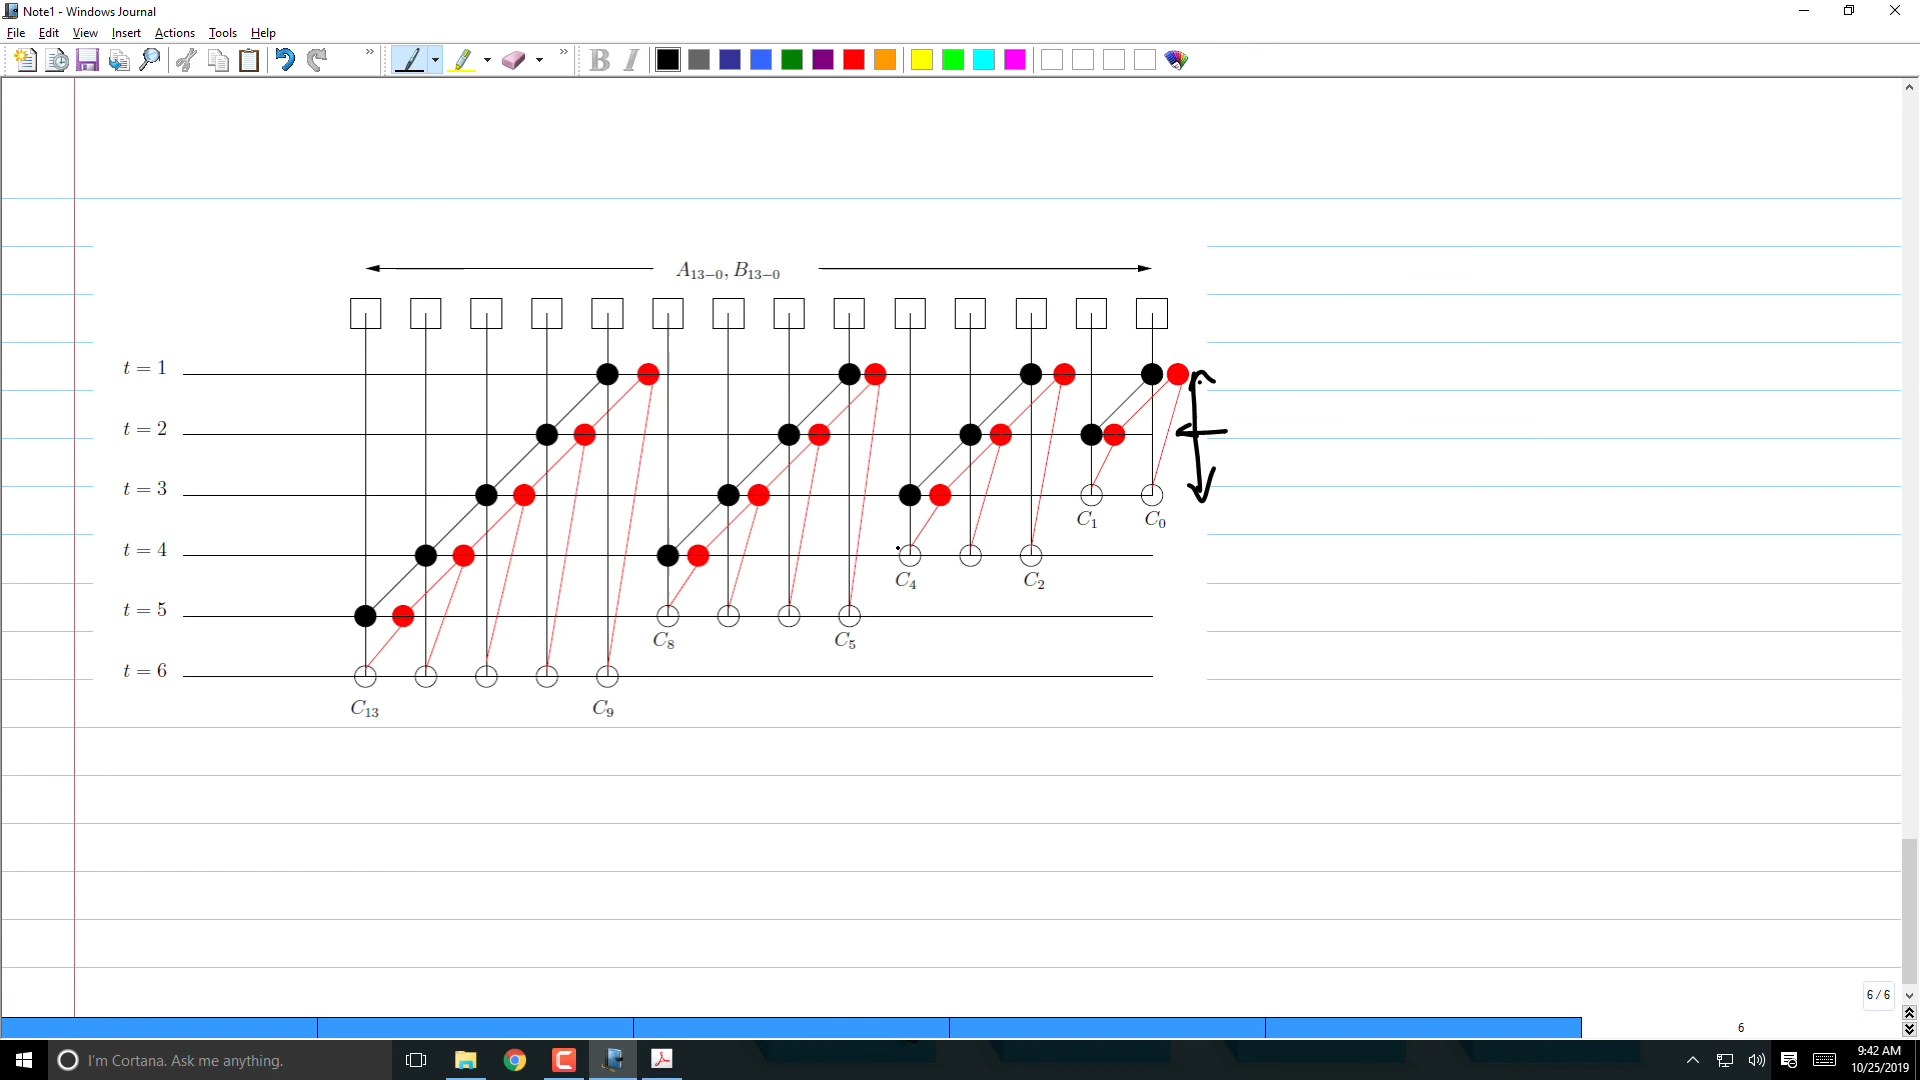 Note1 - Windows Journal
File Edit View Insert Actions Tools Help
B I
A₁₃₋₀, B₁₃₋₀
t = 1
t = 2
t = 3
C₁ C₀
t = 4
C₄ C₂
t = 5
C₈ C₅
t = 6
C₁₃ C₉
6 / 6
6
I'm Cortana. Ask me anything.
9:42 AM
10/25/2019